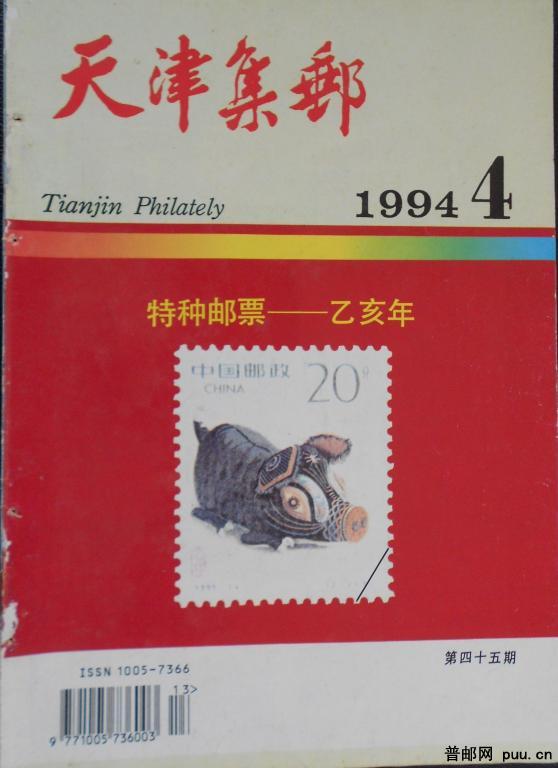 天津集郵
Tianjin Philately
1994 4
特种邮票——乙亥年
中国邮政 20分
CHINA
第四十五期
ISSN 1005-7366
13>
9 771005 736003
普邮网 puu.cn